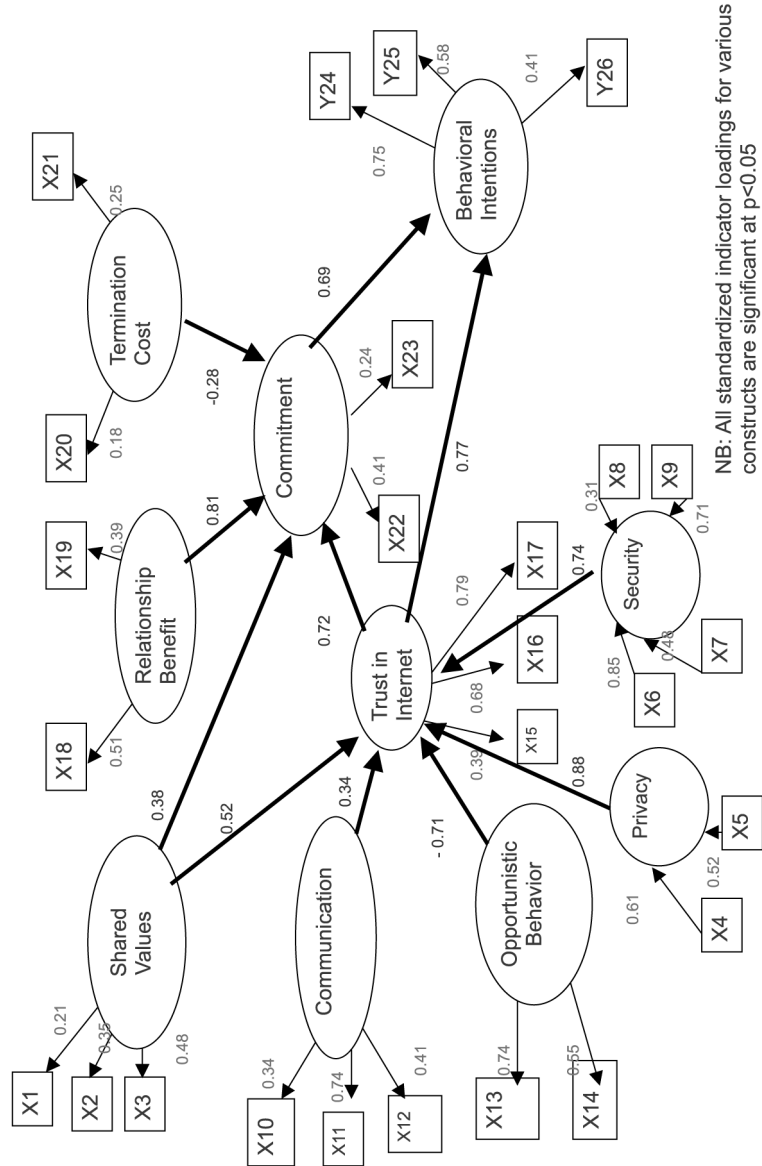 X1
0.21
X2
0.35
X3
0.48
Shared
Values
X10
0.34
X11
0.74
X12
0.41
Communication
X13
0.74
X14
0.55
Opportunistic
Behavior
X4
0.61
X5
0.52
Privacy
X6
0.85
X7
0.48
X8
0.31
X9
0.71
Security
X18
0.51
X19
0.39
Relationship
Benefit
X20
0.18
X21
0.25
Termination
Cost
0.38
0.52
0.34
- 0.71
0.88
0.74
Trust in
Internet
X15
0.39
X16
0.68
X17
0.79
0.72
0.81
-0.28
Commitment
X22
0.41
X23
0.24
0.69
0.77
Behavioral
Intentions
Y24
0.75
Y25
0.58
Y26
0.41
NB: All standardized indicator loadings for various
constructs are significant at p<0.05